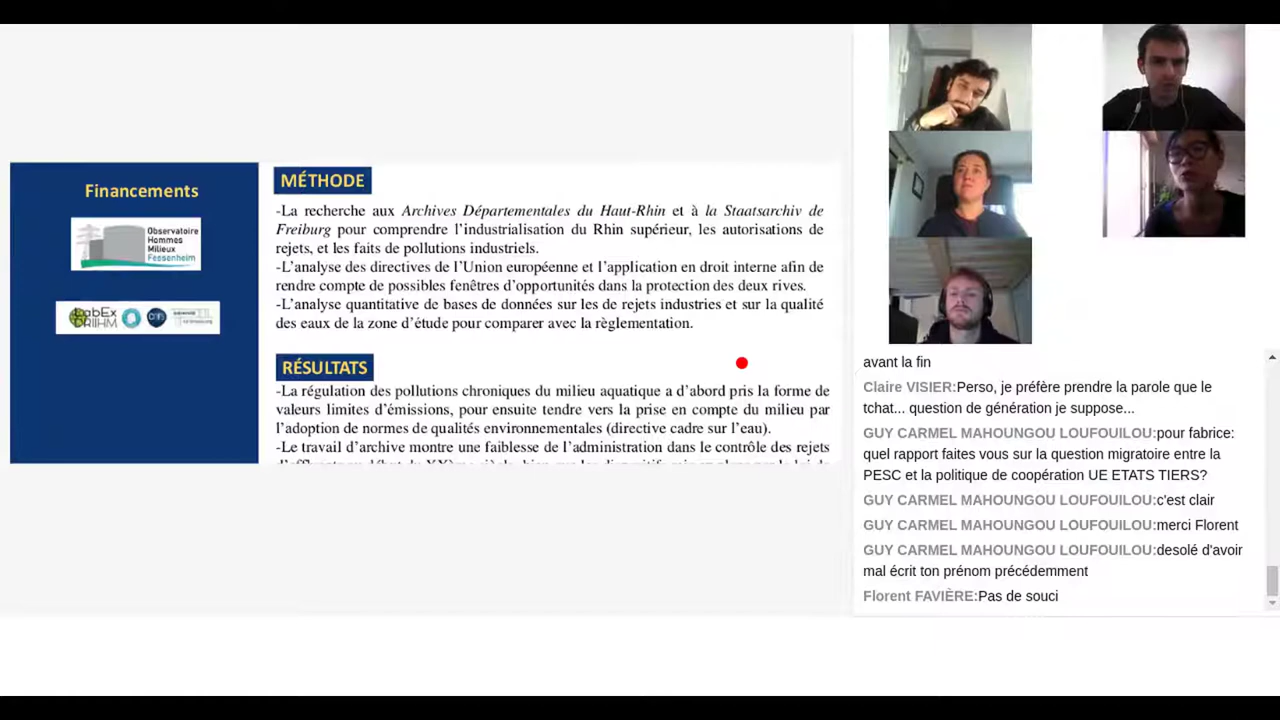 Financements
Observatoire
Hommes
Milieux
Fessenheim
LabEx
DRIIHM
cnrs
MÉTHODE
-La recherche aux Archives Départementales du Haut-Rhin et à la Staatsarchiv de
Freiburg pour comprendre l'industrialisation du Rhin supérieur, les autorisations de
rejets, et les faits de pollutions industriels.
-L'analyse des directives de l'Union européenne et l'application en droit interne afin de
rendre compte de possibles fenêtres d'opportunités dans la protection des deux rives.
-L'analyse quantitative de bases de données sur les de rejets industries et sur la qualité
des eaux de la zone d'étude pour comparer avec la règlementation.
RÉSULTATS
-La régulation des pollutions chroniques du milieu aquatique a d'abord pris la forme de
valeurs limites d'émissions, pour ensuite tendre vers la prise en compte du milieu par
l'adoption de normes de qualités environnementales (directive cadre sur l'eau).
-Le travail d'archive montre une faiblesse de l'administration dans le contrôle des rejets
avant la fin
Claire VISIER:Perso, je préfère prendre la parole que le
tchat... question de génération je suppose...
GUY CARMEL MAHOUNGOU LOUFOUILOU:pour fabrice:
quel rapport faites vous sur la question migratoire entre la
PESC et la politique de coopération UE ETATS TIERS?
GUY CARMEL MAHOUNGOU LOUFOUILOU:c'est clair
GUY CARMEL MAHOUNGOU LOUFOUILOU:merci Florent
GUY CARMEL MAHOUNGOU LOUFOUILOU:desolé d'avoir
mal écrit ton prénom précédemment
Florent FAVIÈRE:Pas de souci